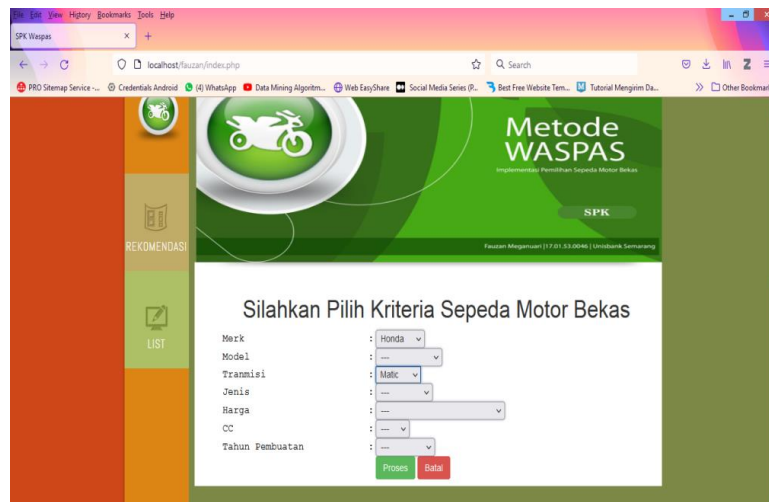 File Edit View History Bookmarks Tools Help
SPK Waspas × +
localhost/fauzan/index.php
Search
PRO Sitemap Service -... Credentials Android (4) WhatsApp Data Mining Algoritm... Web EasyShare Social Media Series (P... Best Free Website Tem... Tutorial Mengirim Da... Other Bookmar
Metode
WASPAS
Implementasi Pemilihan Sepeda Motor Bekas
SPK
REKOMENDASI
Fauzan Meganuari |17.01.53.0046 | Unisbank Semarang
LIST
Silahkan Pilih Kriteria Sepeda Motor Bekas
Merk : Honda
Model : ---
Tranmisi : Matic
Jenis : ---
Harga : ---
CC : ---
Tahun Pembuatan : ---
Proses Batal